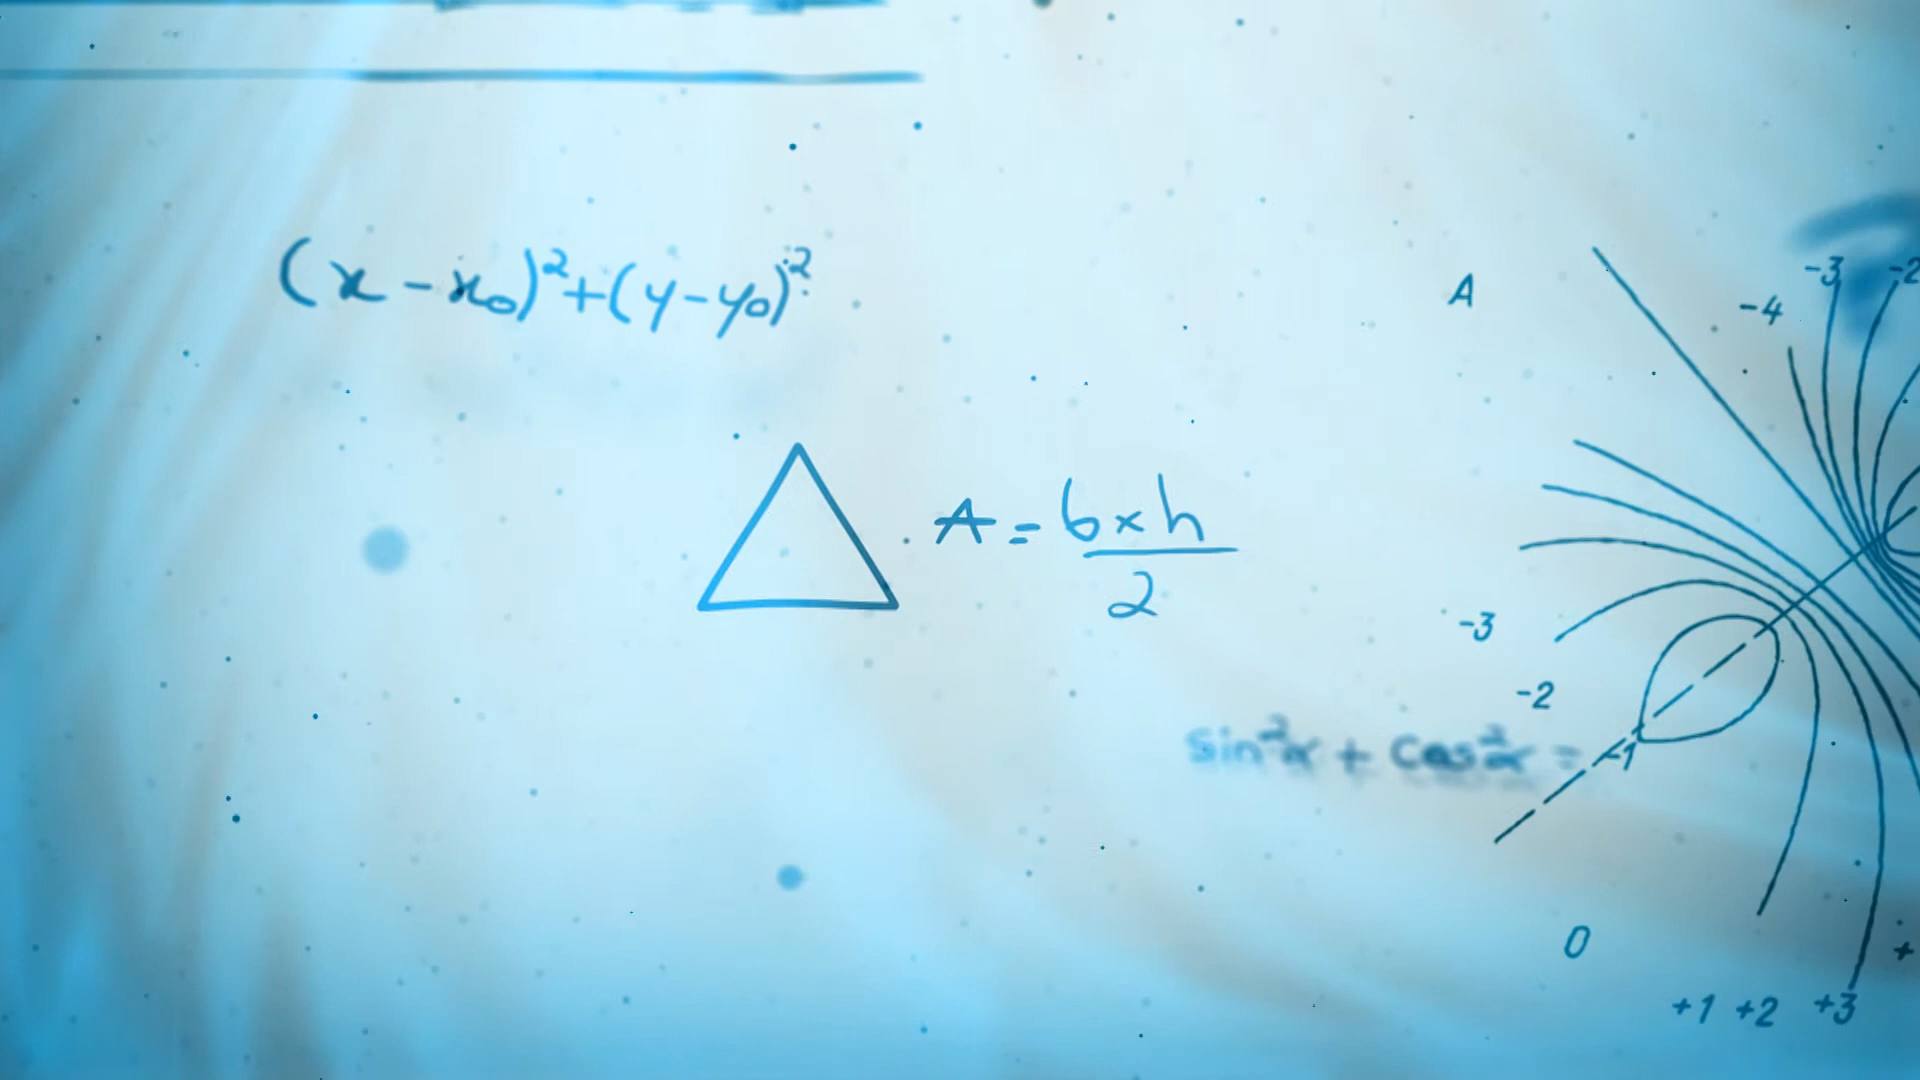 (x - x₀)² + (y - y₀)²
A = b × h
2
sin²α + cos²α =
A
-4 -3 -2
-3
-2
-1
0
+1 +2 +3
+